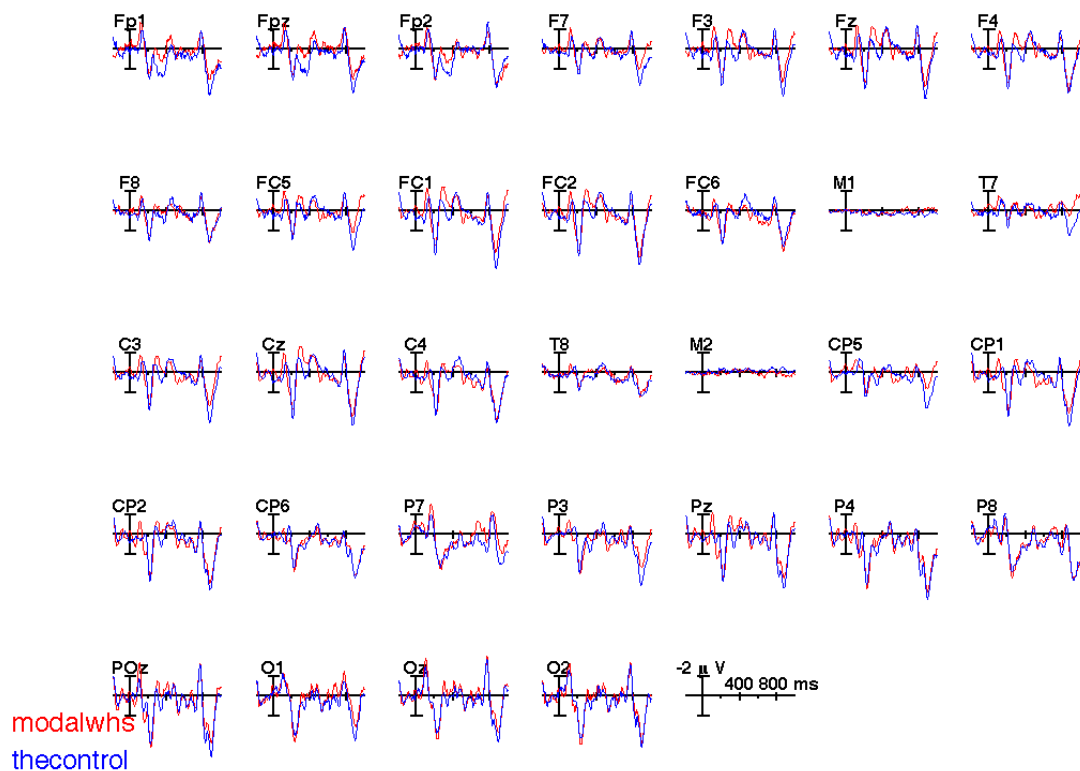 Fp1 Fpz Fp2 F7 F3 Fz F4
F8 FC5 FC1 FC2 FC6 M1 T7
C3 Cz C4 T8 M2 CP5 CP1
CP2 CP6 P7 P3 Pz P4 P8
POz O1 Oz O2 -2 μ V
400 800 ms
modalwhs
thecontrol